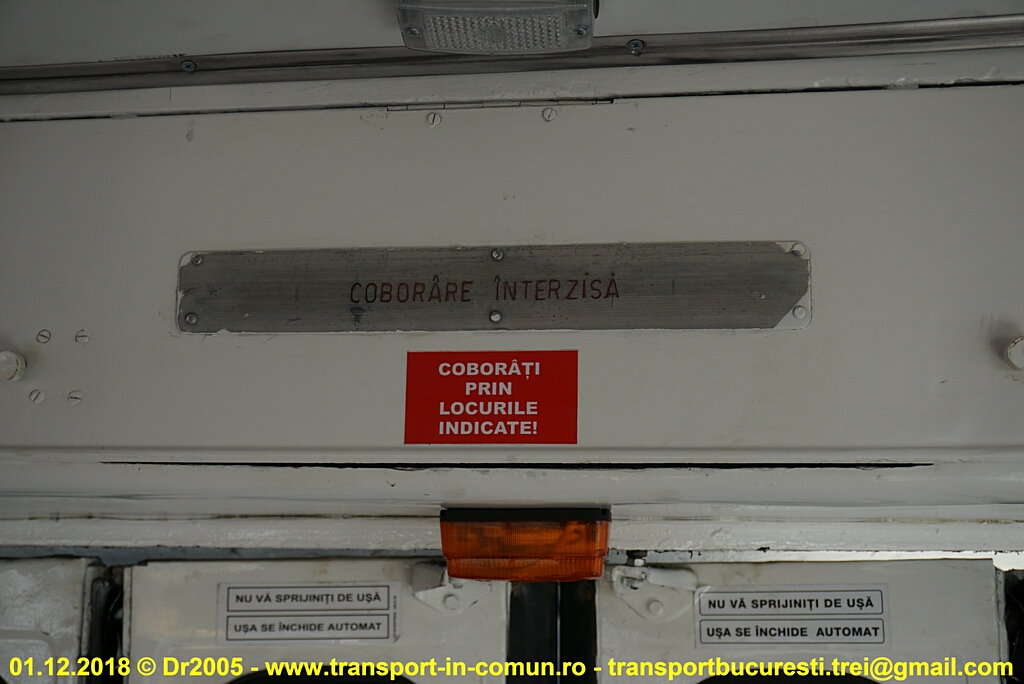 COBORÂRE ÎNTERZISĂ
COBORÂȚI
PRIN
LOCURILE
INDICATE!
NU VĂ SPRIJINIȚI DE UȘĂ
UȘA SE ÎNCHIDE AUTOMAT
NU VĂ SPRIJINIȚI DE UȘĂ
UȘA SE ÎNCHIDE AUTOMAT
01.12.2018 © Dr2005 - www.transport-in-comun.ro - transportbucuresti.trei@gmail.com